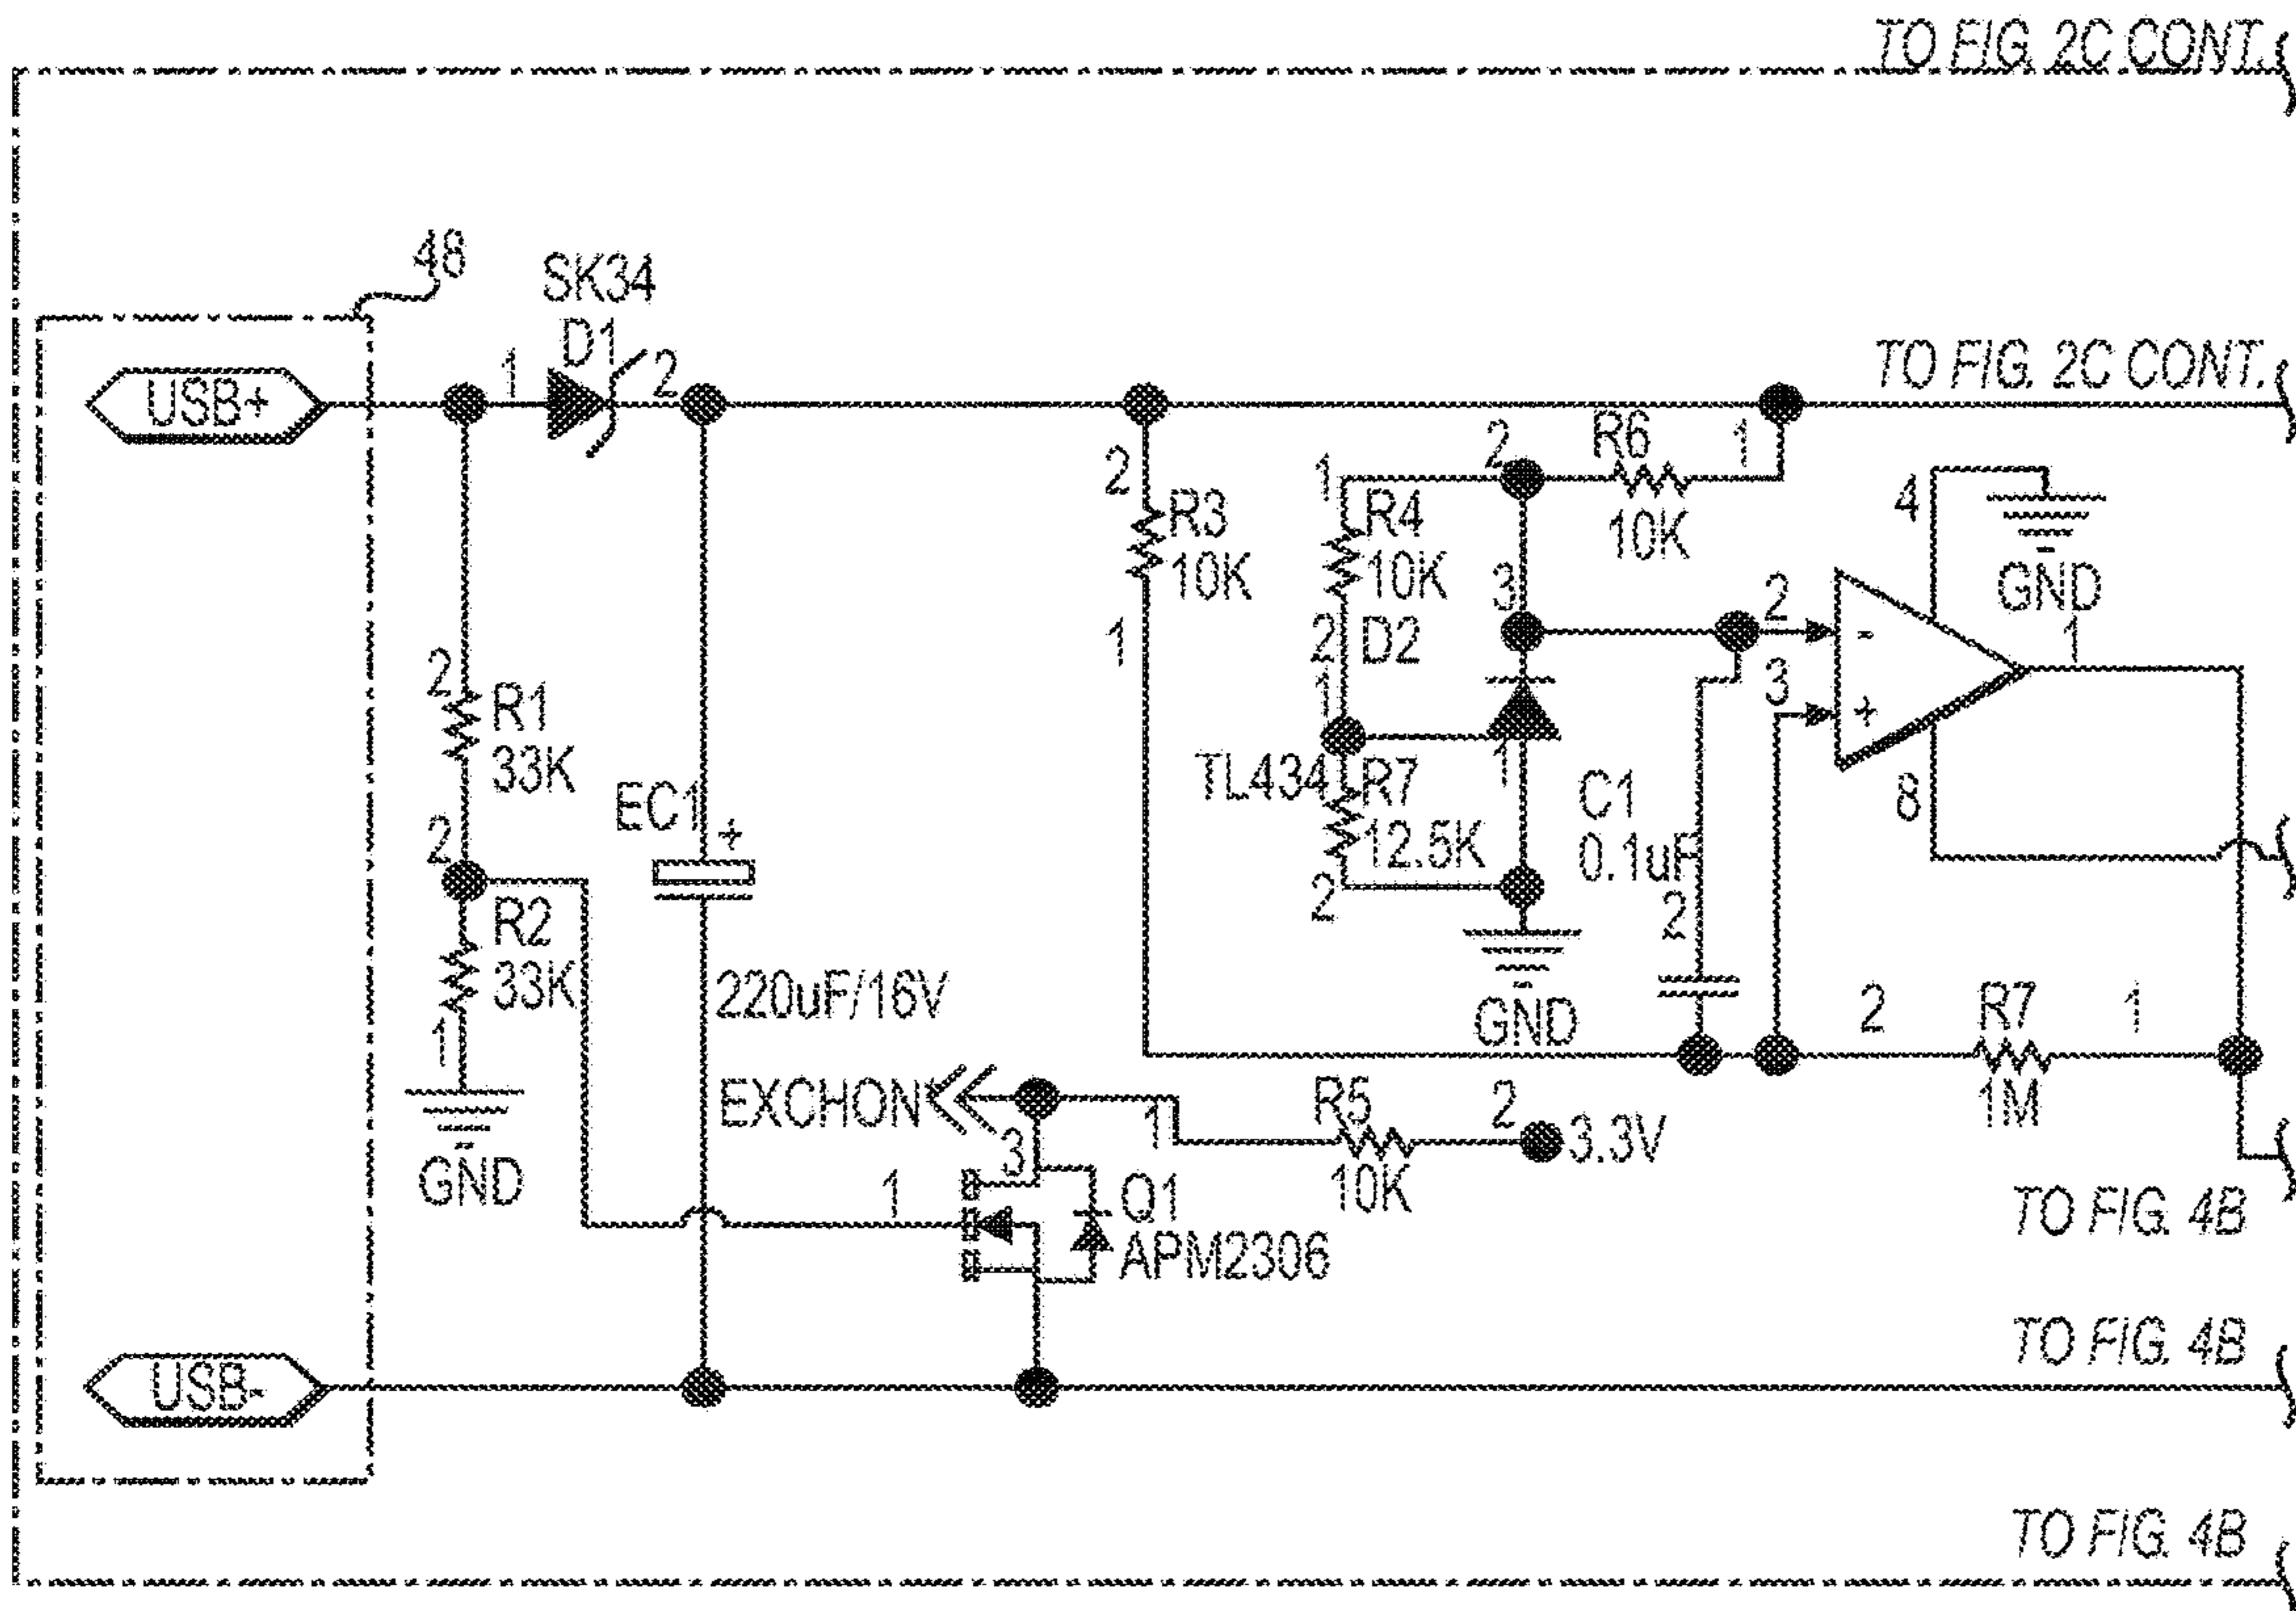 TO FIG. 2C CONT.
48
SK34
D1
1
2
USB+
TO FIG. 2C CONT.
2
R3
10K
1
1
R4
10K
2
2
R6
1
10K
3
D2
1
4
GND
2
-
3
+
1
8
2
R1
33K
2
R2
33K
1
GND
EC1
+
220uF/16V
TL434
1
R7
12.5K
2
GND
C1
0.1uF
2
2
R7
1
1M
EXCHON
3
1
R5
2
10K
3.3V
1
Q1
APM2306
TO FIG. 4B
USB-
TO FIG. 4B
TO FIG. 4B